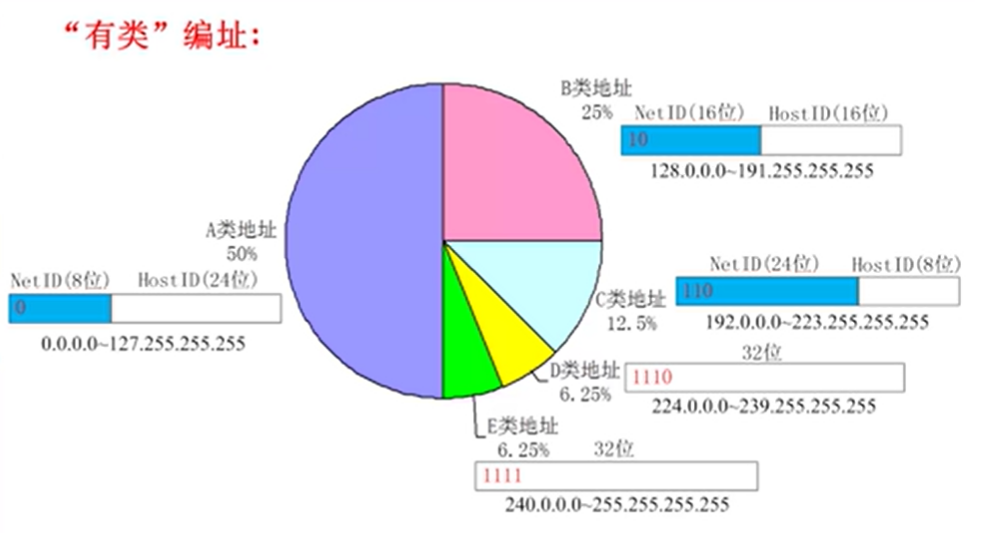 “有类”编址:
B类地址
25%
NetID(16位) HostID(16位)
10
128.0.0.0~191.255.255.255
A类地址
50%
NetID(8位) HostID(24位)
0
0.0.0.0~127.255.255.255
C类地址
12.5%
NetID(24位) HostID(8位)
110
192.0.0.0~223.255.255.255
D类地址
6.25%
32位
1110
224.0.0.0~239.255.255.255
E类地址
6.25%
32位
1111
240.0.0.0~255.255.255.255